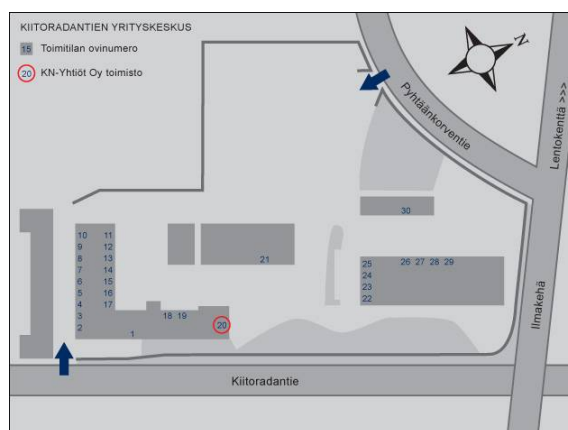 KIITORADANTIEN YRITYSKESKUS
15 Toimitilan ovinumero
20 KN-Yhtiöt Oy toimisto
N
Pyhtäänkorventie
Lentokenttä >>>
30
10 11
9 12
8 13
7 14
6 15
5 16
4 17
3
2
1
18 19
20
21
25 26 27 28 29
24
23
22
Ilmakehä
Kiitoradantie